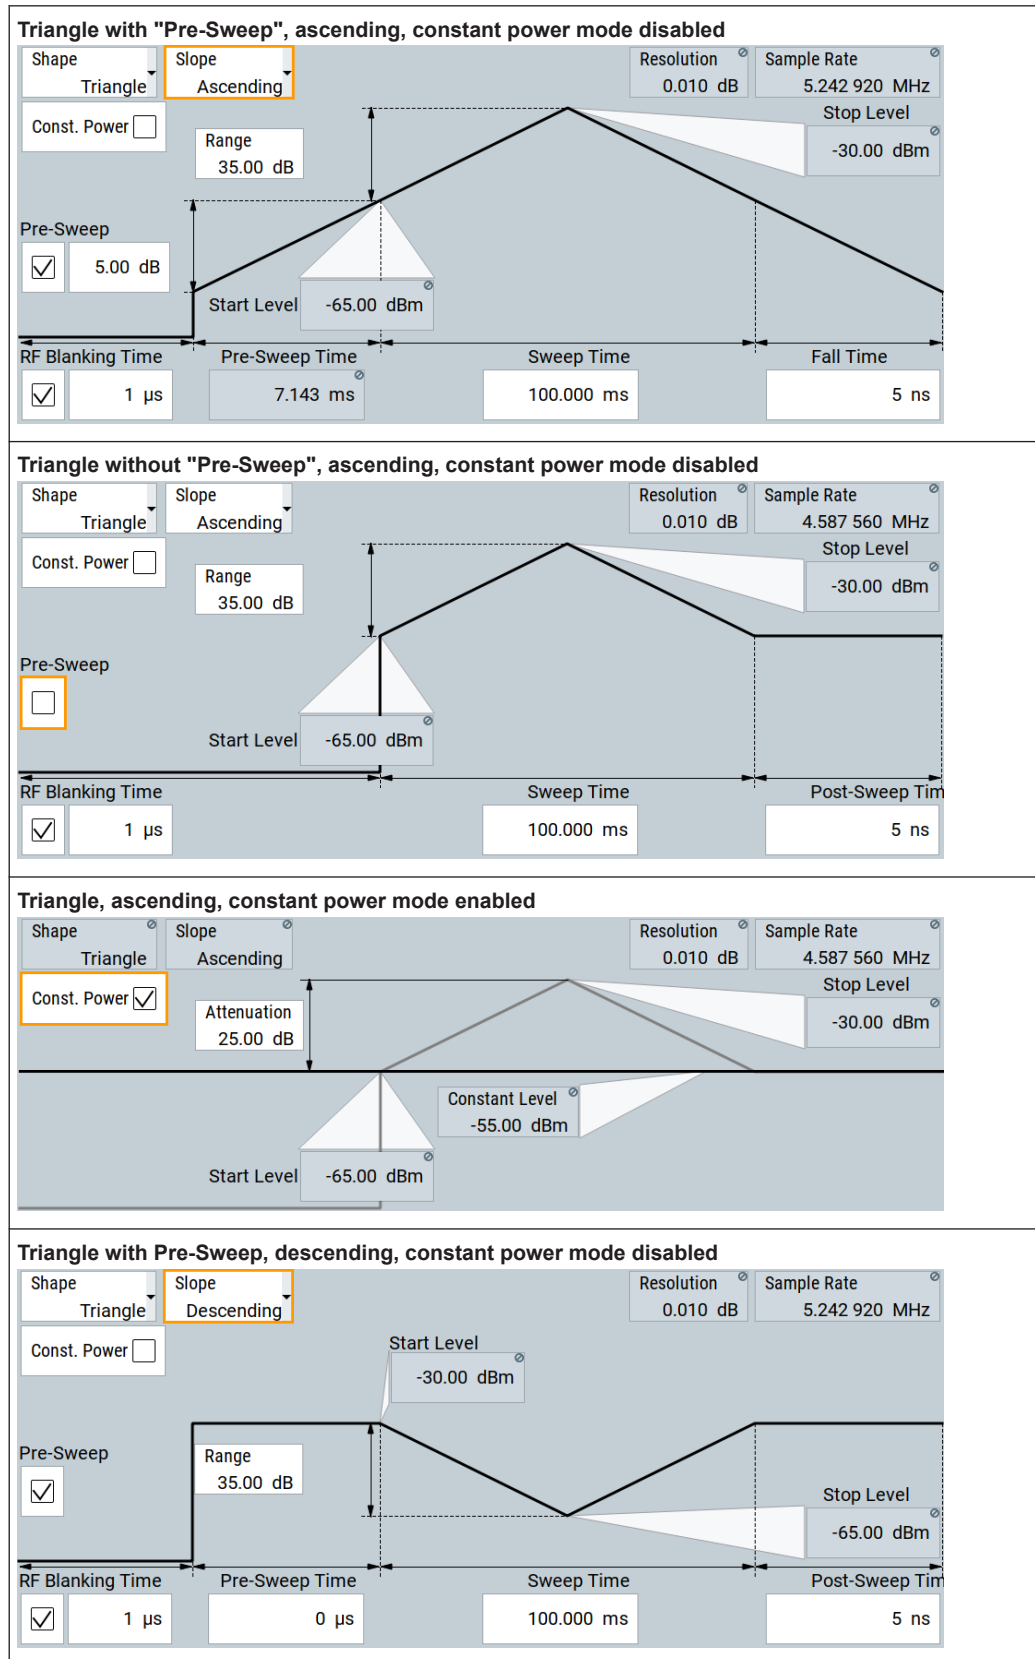 Triangle with "Pre-Sweep", ascending, constant power mode disabled
Shape Slope Resolution Sample Rate
Triangle Ascending 0.010 dB 5.242 920 MHz
Stop Level
Const. Power
Range -30.00 dBm
35.00 dB
Pre-Sweep
5.00 dB
Start Level -65.00 dBm
RF Blanking Time Pre-Sweep Time Sweep Time Fall Time
1 µs 7.143 ms 100.000 ms 5 ns
Triangle without "Pre-Sweep", ascending, constant power mode disabled
Shape Slope Resolution Sample Rate
Triangle Ascending 0.010 dB 4.587 560 MHz
Stop Level
Const. Power
Range -30.00 dBm
35.00 dB
Pre-Sweep
Start Level -65.00 dBm
RF Blanking Time Sweep Time Post-Sweep Tim
1 µs 100.000 ms 5 ns
Triangle, ascending, constant power mode enabled
Shape Slope Resolution Sample Rate
Triangle Ascending 0.010 dB 4.587 560 MHz
Stop Level
Const. Power
Attenuation -30.00 dBm
25.00 dB
Constant Level
-55.00 dBm
Start Level -65.00 dBm
Triangle with Pre-Sweep, descending, constant power mode disabled
Shape Slope Resolution Sample Rate
Triangle Descending 0.010 dB 5.242 920 MHz
Start Level
Const. Power
-30.00 dBm
Pre-Sweep Range
35.00 dB
Stop Level
-65.00 dBm
RF Blanking Time Pre-Sweep Time Sweep Time Post-Sweep Tim
1 µs 0 µs 100.000 ms 5 ns